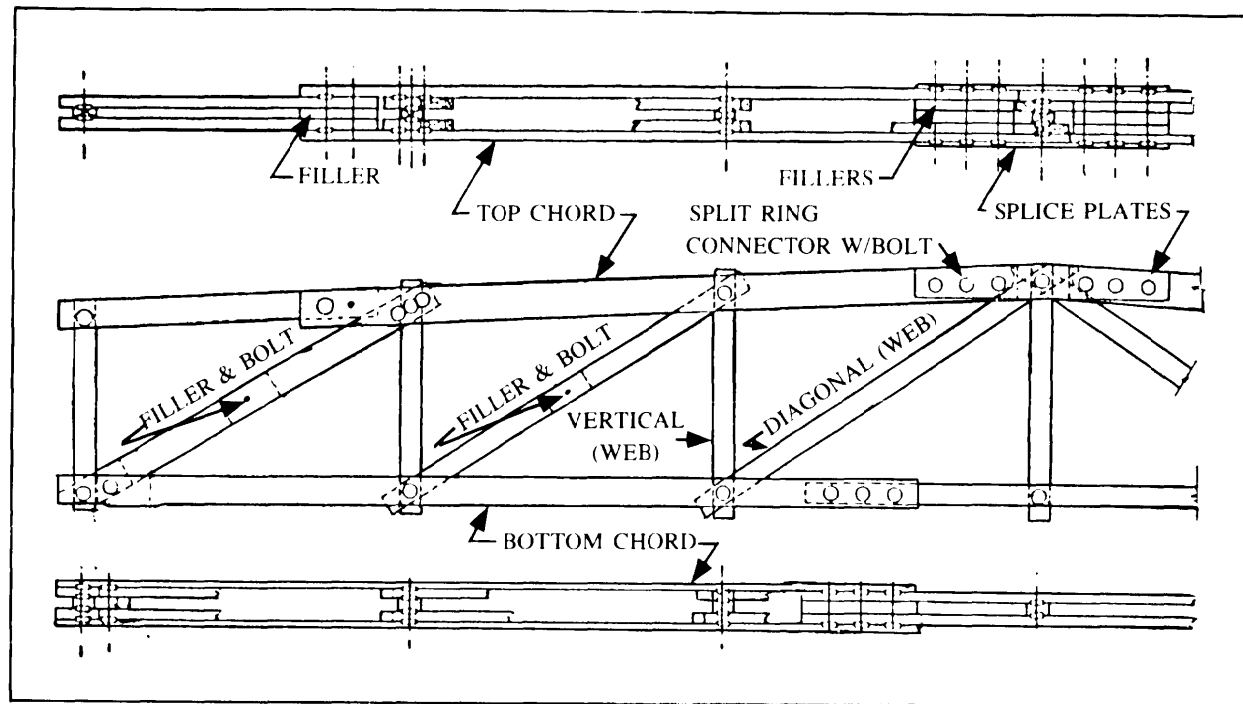 FILLER
FILLERS
TOP CHORD
SPLIT RING
CONNECTOR W/BOLT
SPLICE PLATES
FILLER & BOLT
FILLER & BOLT
VERTICAL
(WEB)
DIAGONAL (WEB)
BOTTOM CHORD